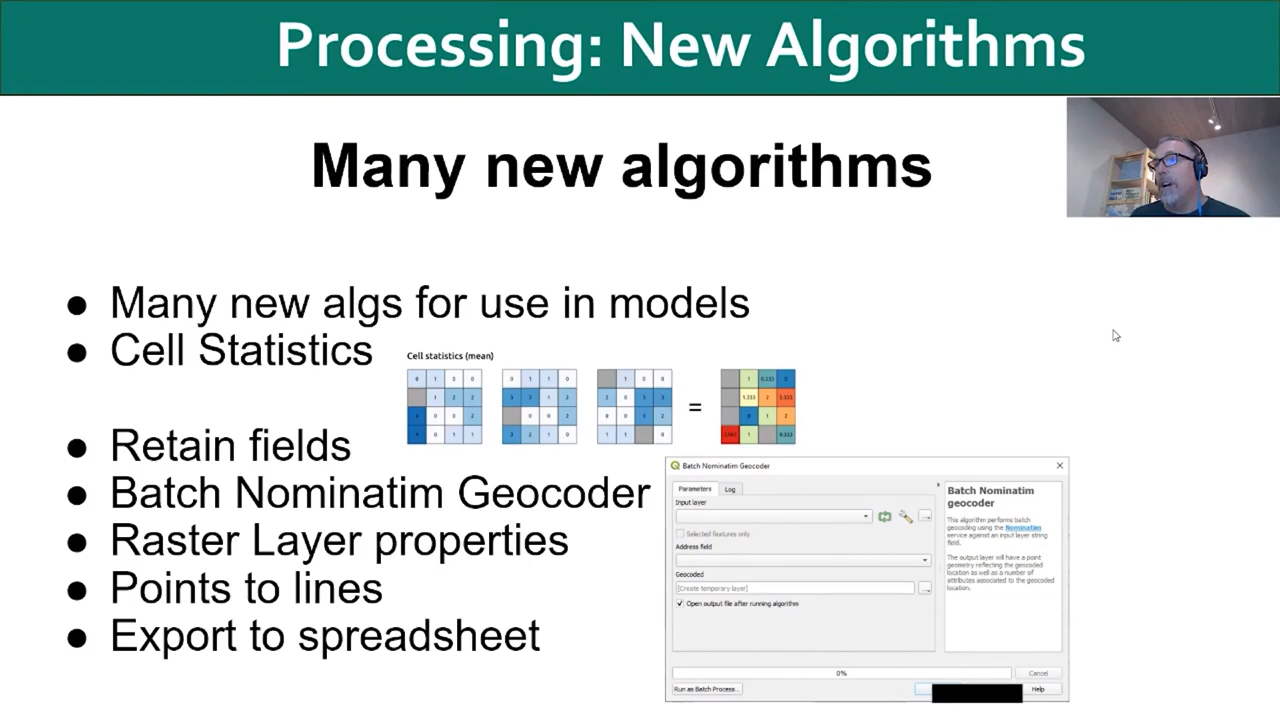 Processing: New Algorithms
Many new algorithms
● Many new algs for use in models
● Cell Statistics
Cell statistics (mean)
=
● Retain fields
● Batch Nominatim Geocoder
● Raster Layer properties
● Points to lines
● Export to spreadsheet
Batch Nominatim Geocoder
Parameters Log
Input layer
Selected features only
Address field
Geocoded
[Create temporary layer]
Open output file after running algorithm
Batch Nominatim
geocoder
This algorithm performs batch
geocoding using the Nominatim
service against an input layer string
field.
The output layer will have a point
geometry reflecting the geocoded
location as well as a number of
attributes associated to the geocoded
location.
0%
Cancel
Run as Batch Process...
Help